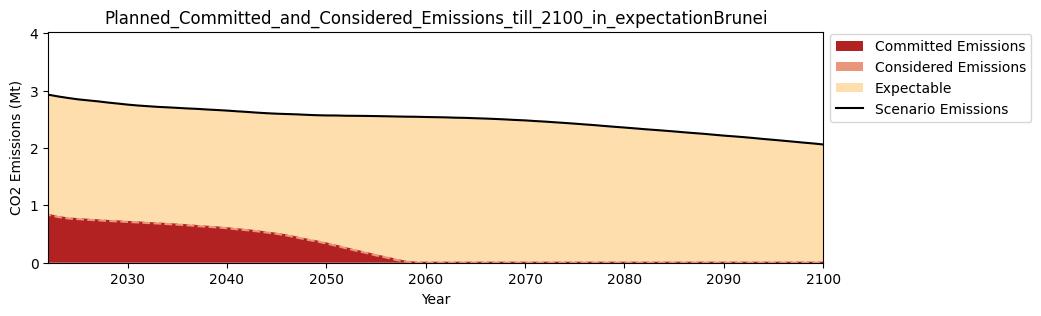 Planned_Committed_and_Considered_Emissions_till_2100_in_expectationBrunei
4
3
2
1
0
CO2 Emissions (Mt)
2030
2040
2050
2060
2070
2080
2090
2100
Year
Committed Emissions
Considered Emissions
Expectable
Scenario Emissions